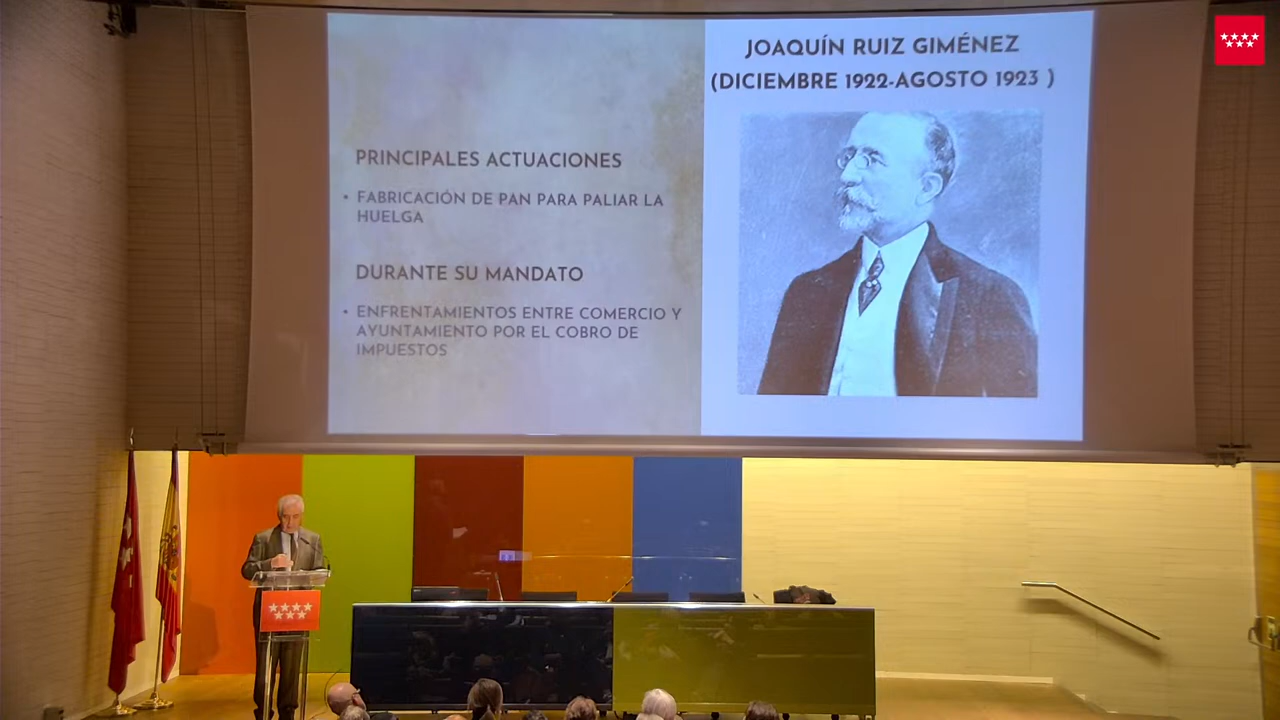 PRINCIPALES ACTUACIONES
• FABRICACIÓN DE PAN PARA PALIAR LA
HUELGA
DURANTE SU MANDATO
• ENFRENTAMIENTOS ENTRE COMERCIO Y
AYUNTAMIENTO POR EL COBRO DE
IMPUESTOS
JOAQUÍN RUIZ GIMÉNEZ
(DICIEMBRE 1922-AGOSTO 1923 )